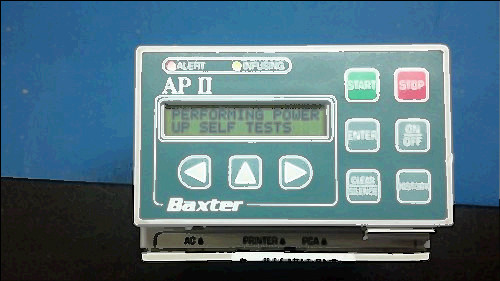 ALERT INFUSING
AP II
START STOP
PERFORMING POWER
UP SELF TESTS
ENTER ON
OFF
CLEAR
SILENCE HISTORY
Baxter
AC PRINTER PCA